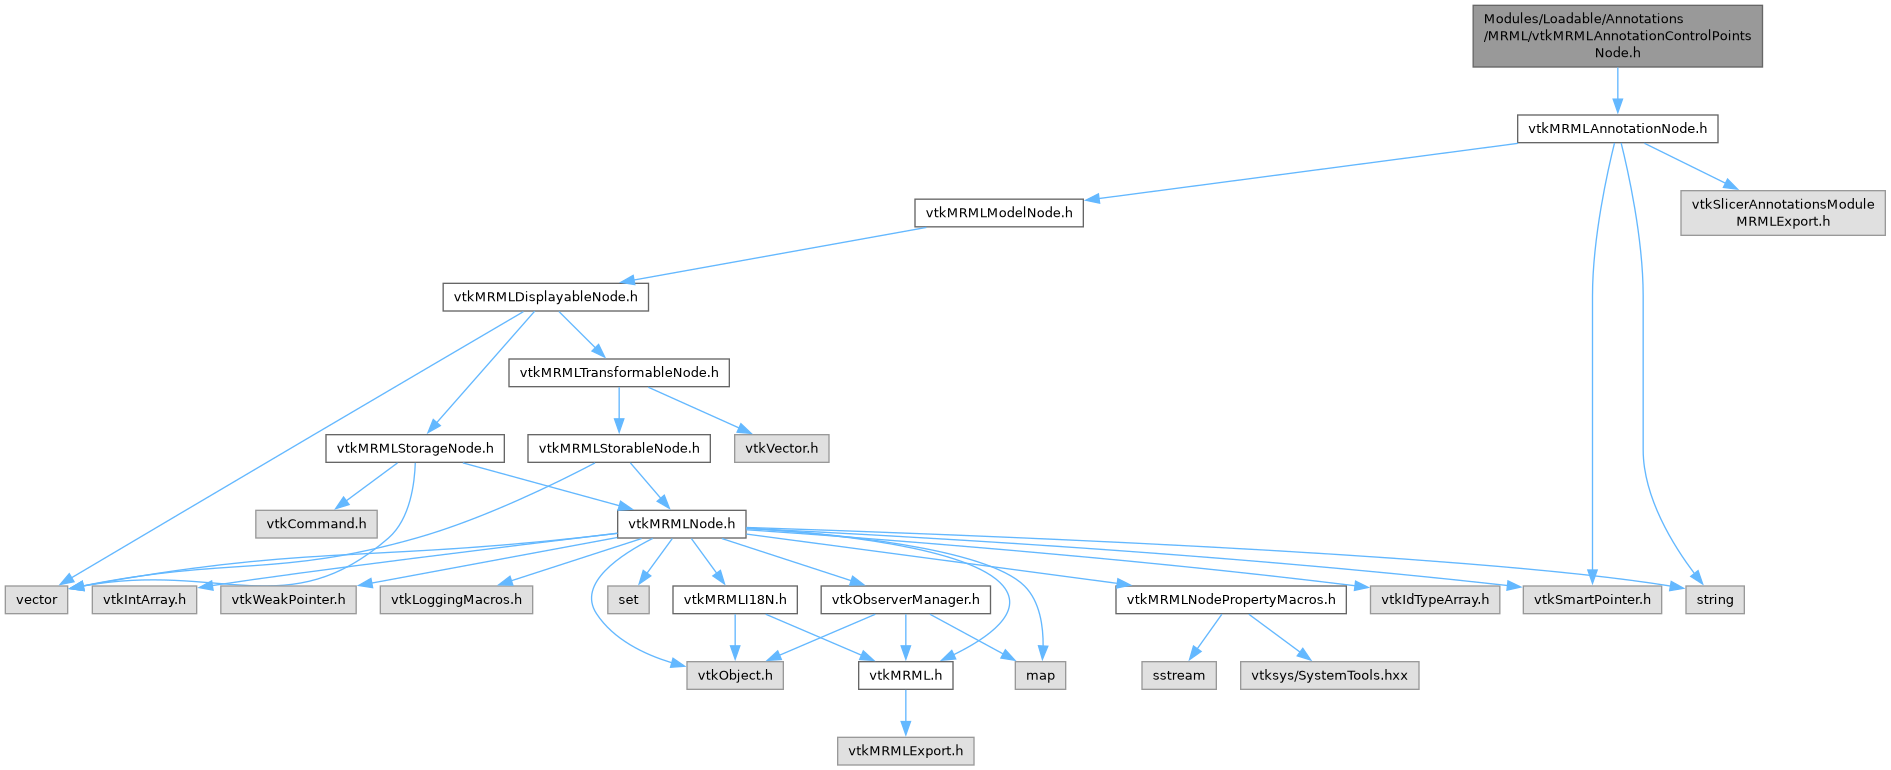 Modules/Loadable/Annotations
/MRML/vtkMRMLAnnotationControlPoints
Node.h
vtkMRMLAnnotationNode.h
vtkMRMLModelNode.h
vtkSlicerAnnotationsModule
MRMLExport.h
vtkMRMLDisplayableNode.h
vtkMRMLTransformableNode.h
vtkMRMLStorageNode.h
vtkMRMLStorableNode.h
vtkVector.h
vtkCommand.h
vtkMRMLNode.h
vector
vtkIntArray.h
vtkWeakPointer.h
vtkLoggingMacros.h
set
vtkMRMLI18N.h
vtkObserverManager.h
vtkMRMLNodePropertyMacros.h
vtkIdTypeArray.h
vtkSmartPointer.h
string
vtkObject.h
vtkMRML.h
map
sstream
vtksys/SystemTools.hxx
vtkMRMLExport.h